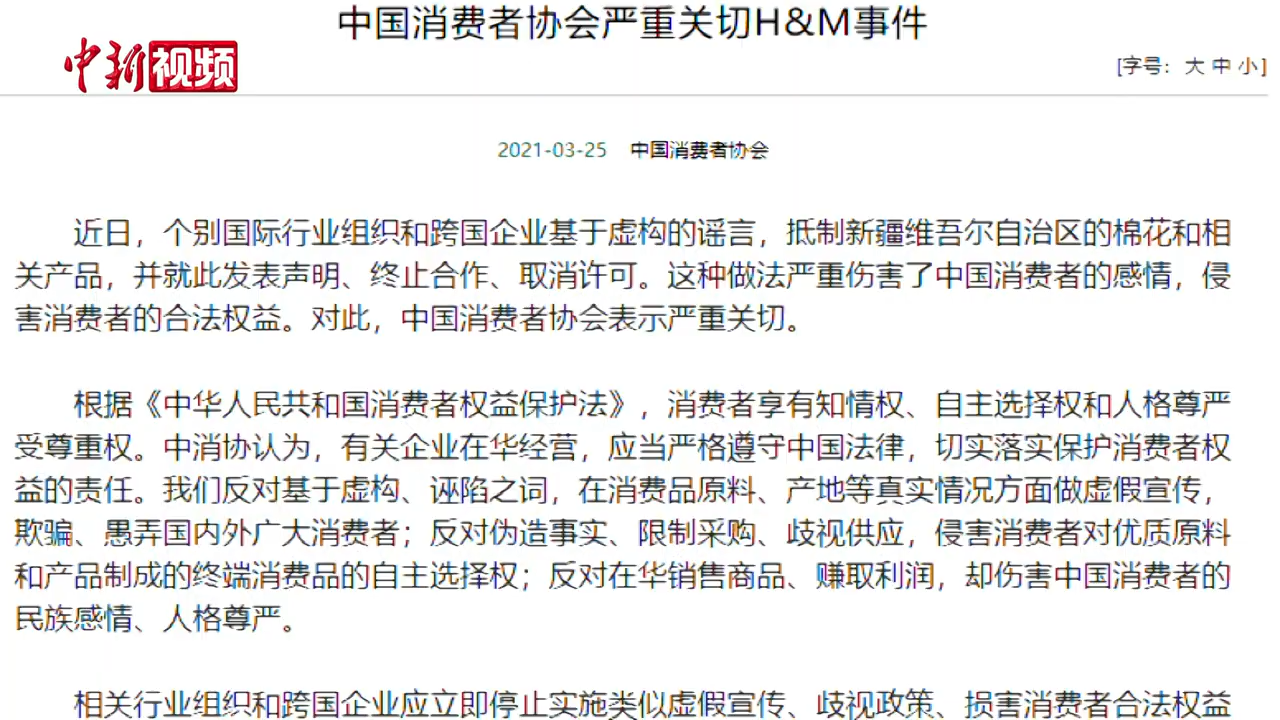 中国消费者协会严重关切H&M事件
中新视频
[字号： 大 中 小]
2021-03-25 中国消费者协会
近日，个别国际行业组织和跨国企业基于虚构的谣言，抵制新疆维吾尔自治区的棉花和相
关产品，并就此发表声明、终止合作、取消许可。这种做法严重伤害了中国消费者的感情，侵
害消费者的合法权益。对此，中国消费者协会表示严重关切。
根据《中华人民共和国消费者权益保护法》，消费者享有知情权、自主选择权和人格尊严
受尊重权。中消协认为，有关企业在华经营，应当严格遵守中国法律，切实落实保护消费者权
益的责任。我们反对基于虚构、诬陷之词，在消费品原料、产地等真实情况方面做虚假宣传，
欺骗、愚弄国内外广大消费者；反对伪造事实、限制采购、歧视供应，侵害消费者对优质原料
和产品制成的终端消费品的自主选择权；反对在华销售商品、赚取利润，却伤害中国消费者的
民族感情、人格尊严。
相关行业组织和跨国企业应立即停止实施类似虚假宣传、歧视政策、损害消费者合法权益